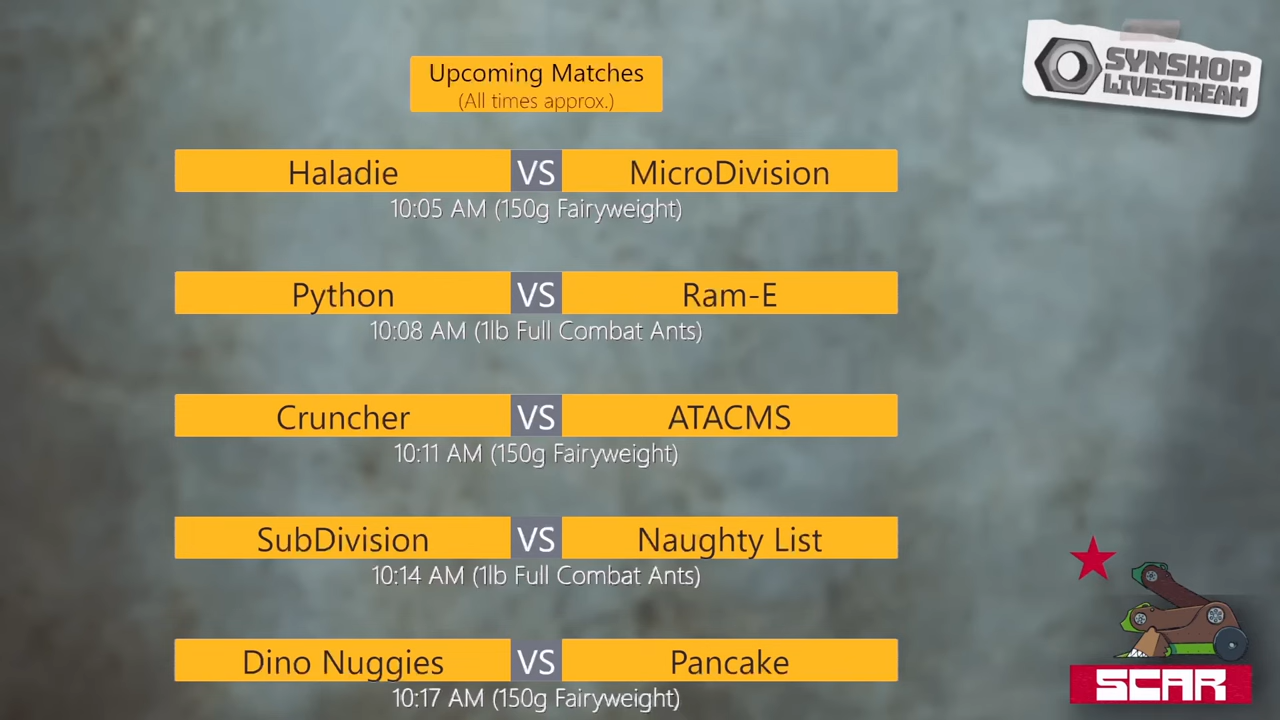 Upcoming Matches
(All times approx.)
SYNSHOP
LIVESTREAM
Haladie VS MicroDivision
10:05 AM (150g Fairyweight)
Python VS Ram-E
10:08 AM (1lb Full Combat Ants)
Cruncher VS ATACMS
10:11 AM (150g Fairyweight)
SubDivision VS Naughty List
10:14 AM (1lb Full Combat Ants)
Dino Nuggies VS Pancake
10:17 AM (150g Fairyweight)
SCAR